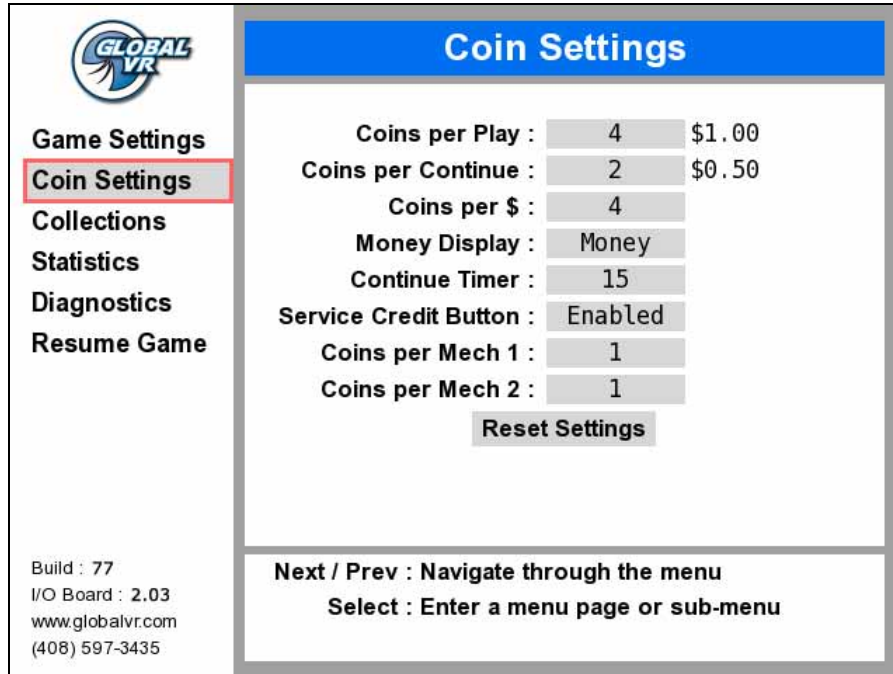 GLOBAL
VR
Game Settings
Coin Settings
Collections
Statistics
Diagnostics
Resume Game
Build : 77
I/O Board : 2.03
www.globalvr.com
(408) 597-3435
Coin Settings
Coins per Play : 4 $1.00
Coins per Continue : 2 $0.50
Coins per $ : 4
Money Display : Money
Continue Timer : 15
Service Credit Button : Enabled
Coins per Mech 1 : 1
Coins per Mech 2 : 1
Reset Settings
Next / Prev : Navigate through the menu
Select : Enter a menu page or sub-menu